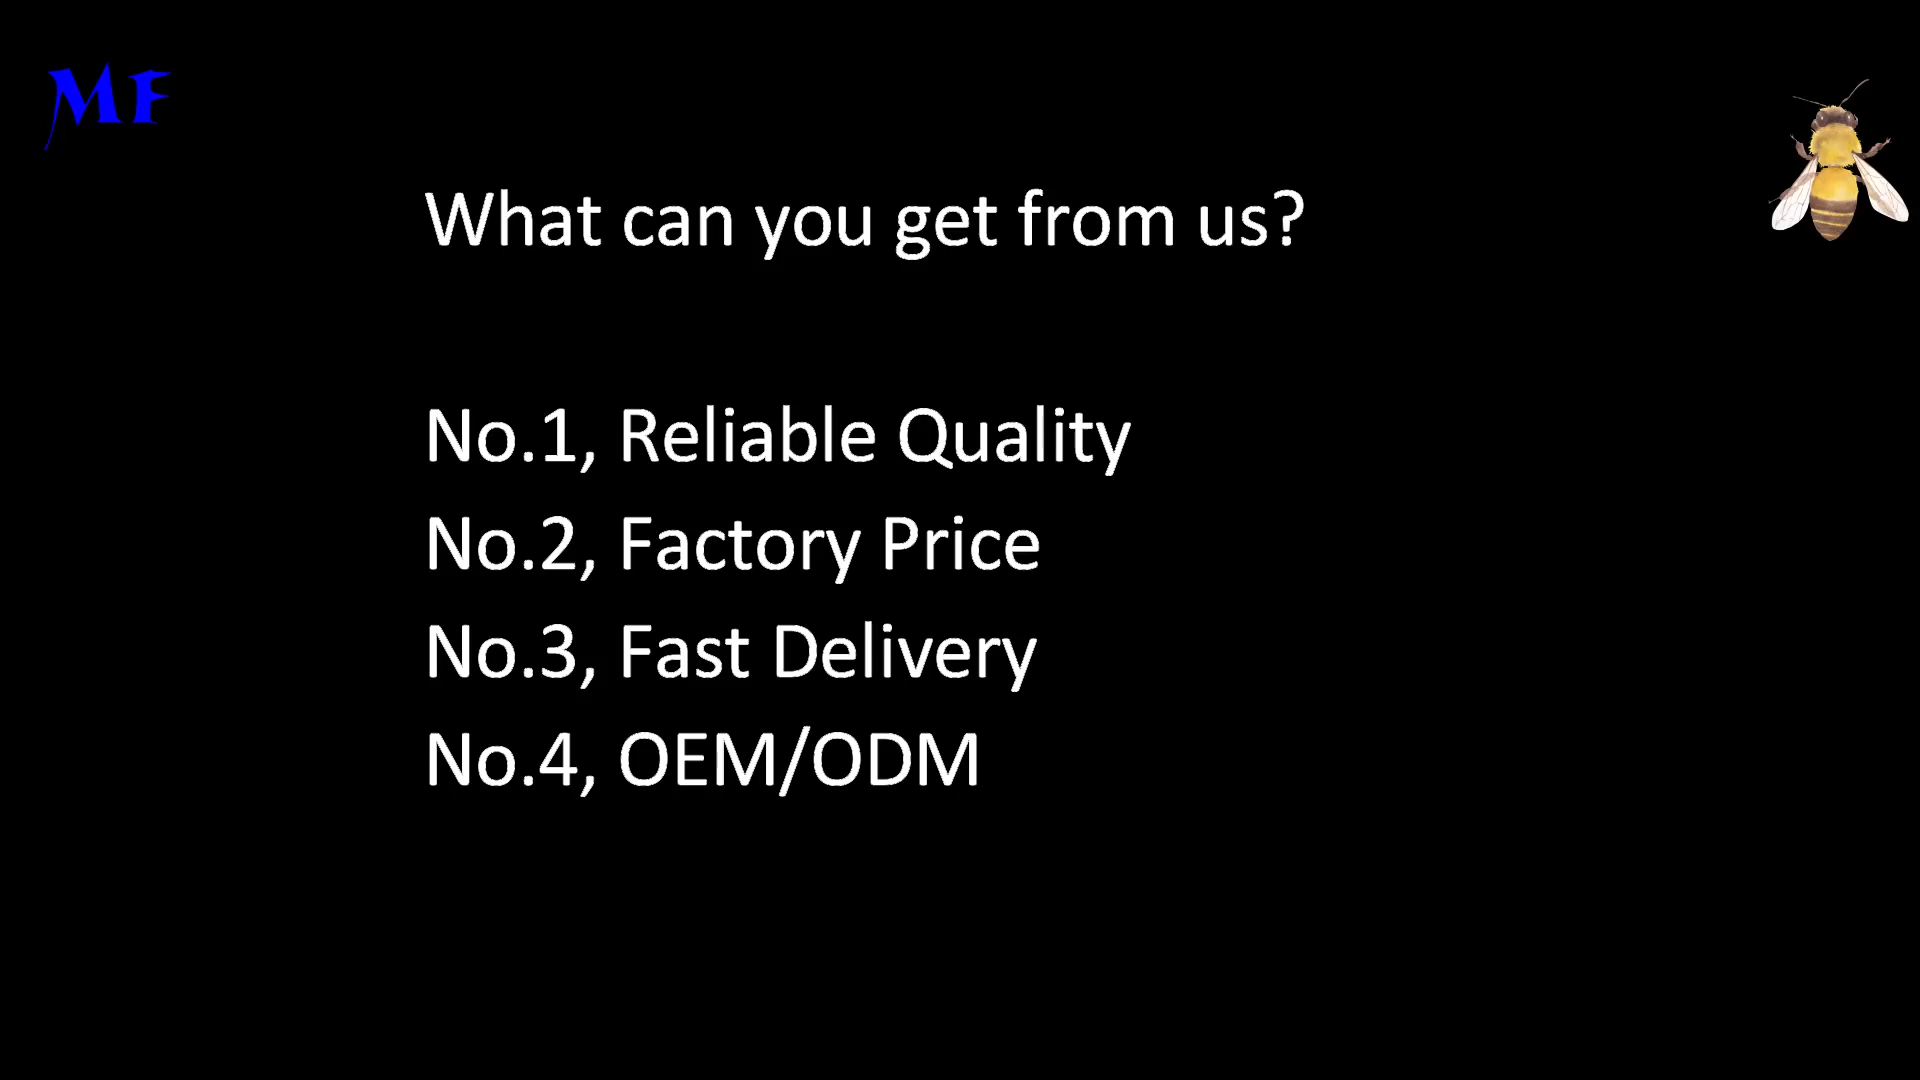 MF
What can you get from us?
No.1, Reliable Quality
No.2, Factory Price
No.3, Fast Delivery
No.4, OEM/ODM